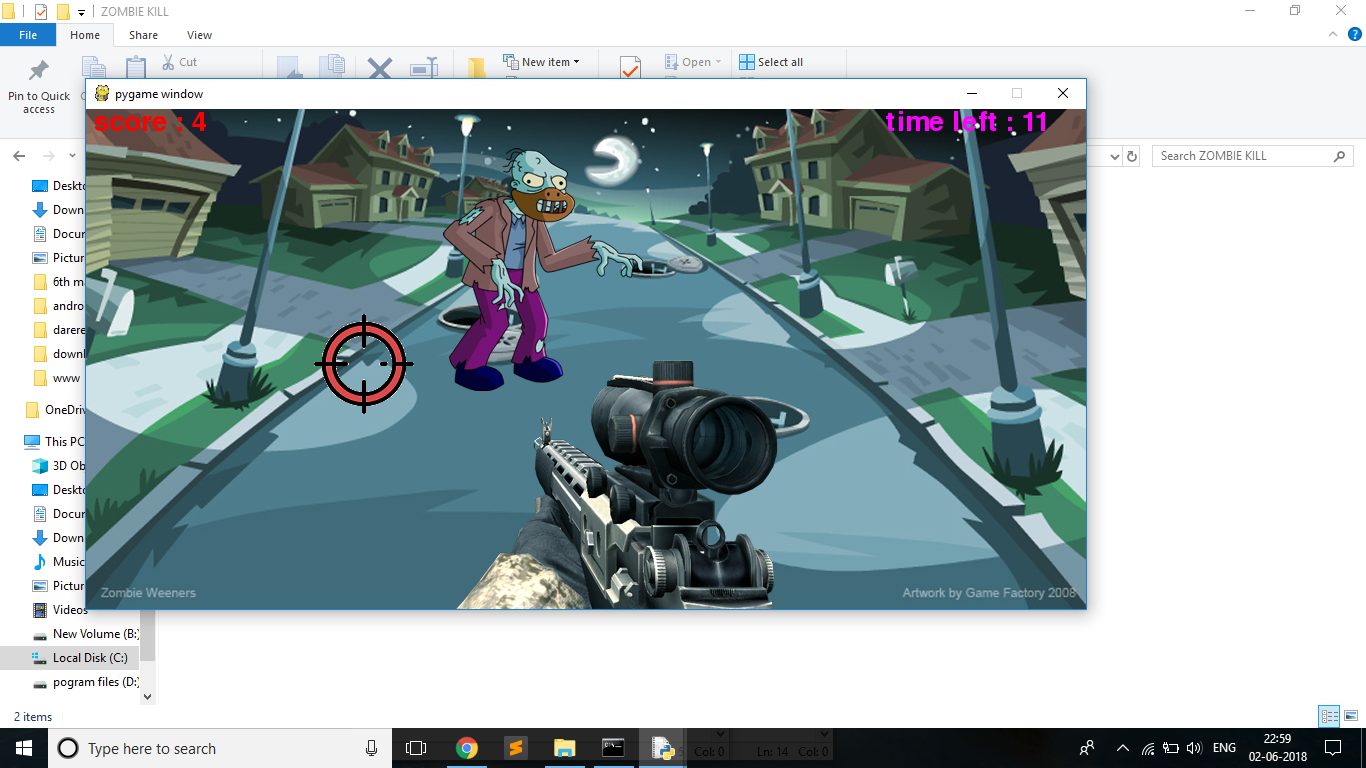 ZOMBIE KILL
File Home Share View
Cut
New item
Open
Select all
Pin to Quick
access
pygame window
score : 4
time left : 11
Search ZOMBIE KILL
Deskto
Down
Docur
Pictur
6th m
andro
darere
downl
www
OneDriv
This PC
3D Ob
Deskto
Docur
Down
Music
Pictur
Videos
New Volume (B:)
Local Disk (C:)
pogram files (D:)
Zombie Weeners
Artwork by Game Factory 2008
2 items
Type here to search
5 Col: 0
Ln: 14 Col: 0
ENG
22:59
02-06-2018